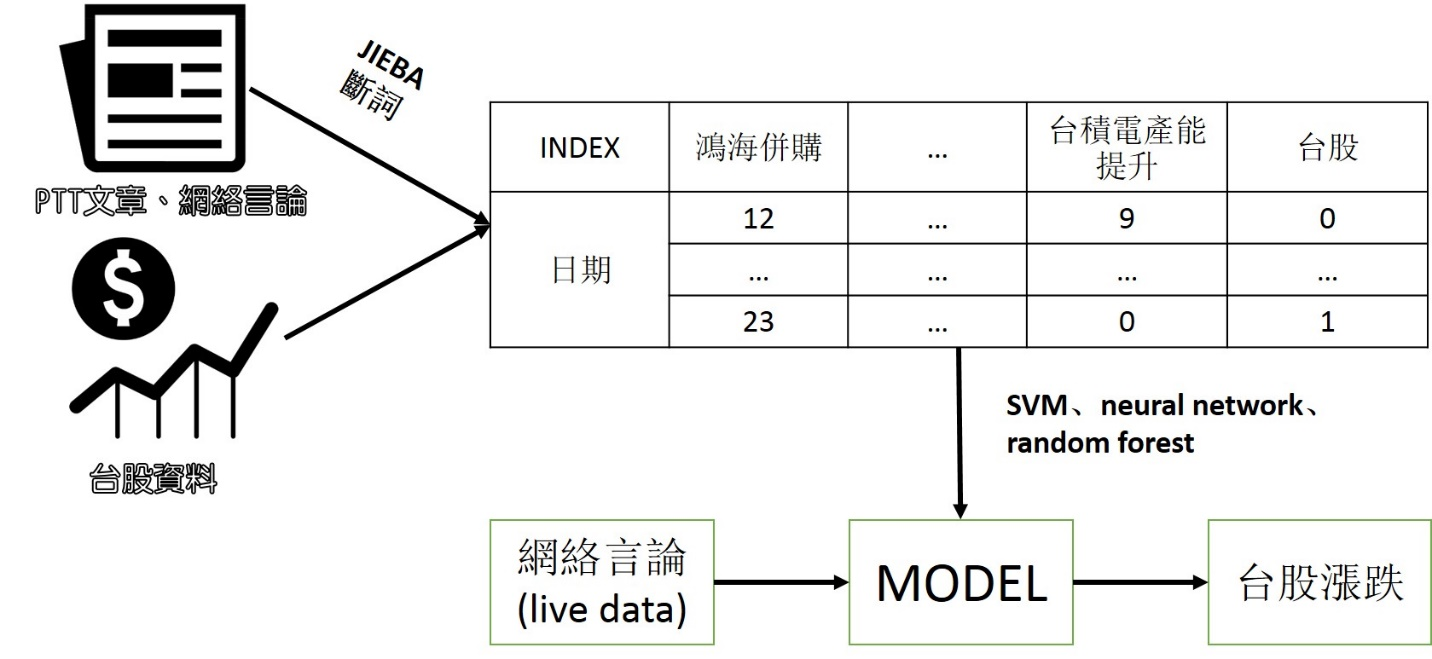 JIEBA
斷詞
PTT文章、網絡言論
台股資料
INDEX 鴻海併購 ... 台積電產能
提升 台股
日期
12 ... 9 0
... ... ... ...
23 ... 0 1
SVM、neural network、
random forest
網絡言論
(live data)
MODEL
台股漲跌
$